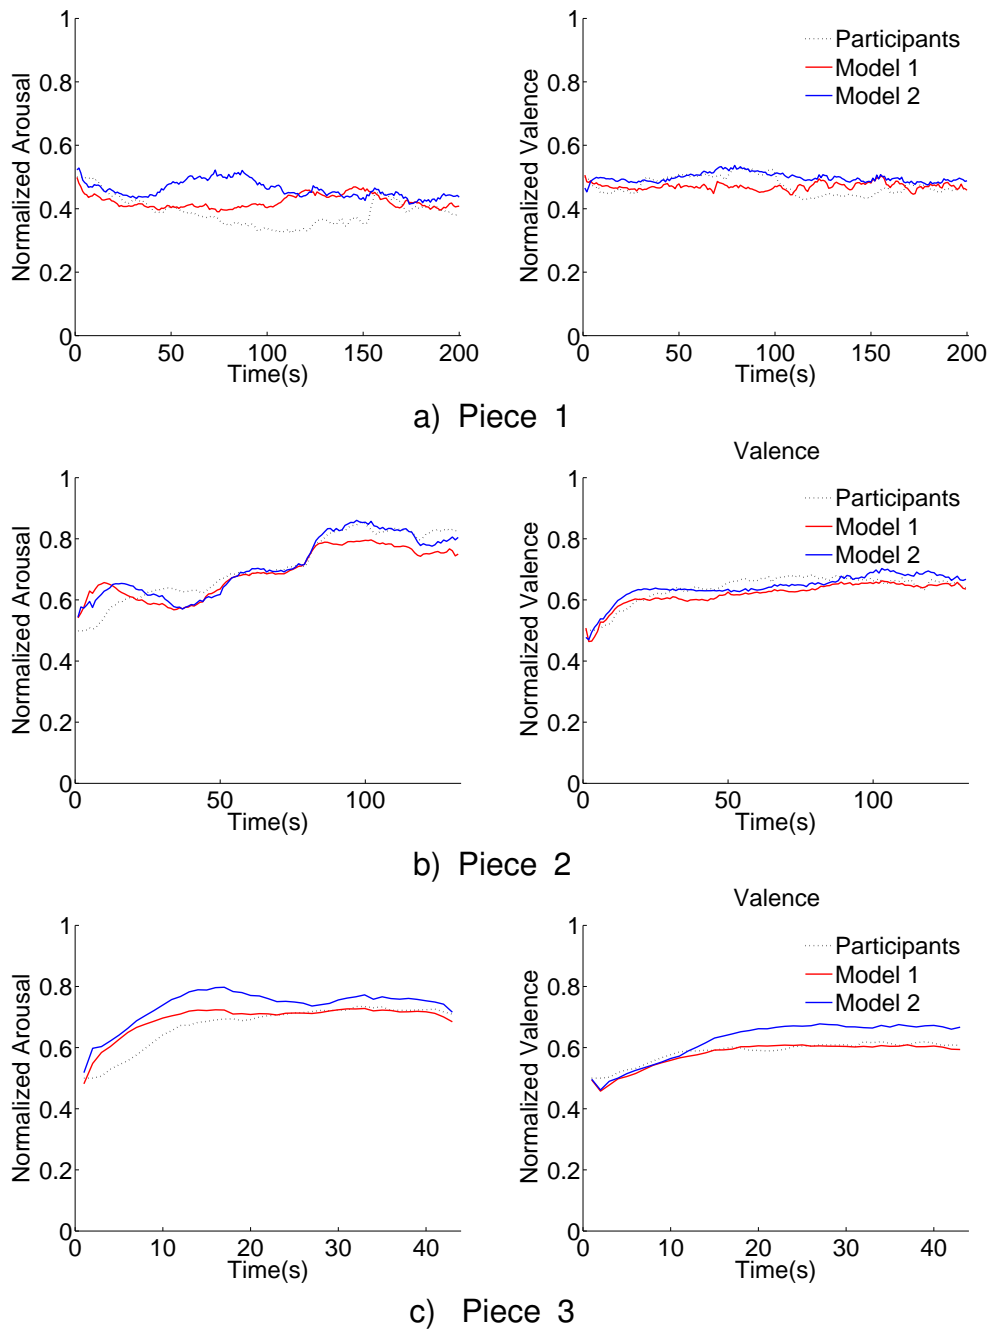 1
0.8
0.6
0.4
0.2
0
Normalized Arousal
0 50 100 150 200
Time(s)
1
0.8
0.6
0.4
0.2
0
Normalized Valence
Participants
Model 1
Model 2
0 50 100 150 200
Time(s)
a) Piece 1
1
0.8
0.6
0.4
0.2
0
Normalized Arousal
0 50 100
Time(s)
Valence
1
0.8
0.6
0.4
0.2
0
Normalized Valence
Participants
Model 1
Model 2
0 50 100
Time(s)
b) Piece 2
1
0.8
0.6
0.4
0.2
0
Normalized Arousal
0 10 20 30 40
Time(s)
Valence
1
0.8
0.6
0.4
0.2
0
Normalized Valence
Participants
Model 1
Model 2
0 10 20 30 40
Time(s)
c) Piece 3